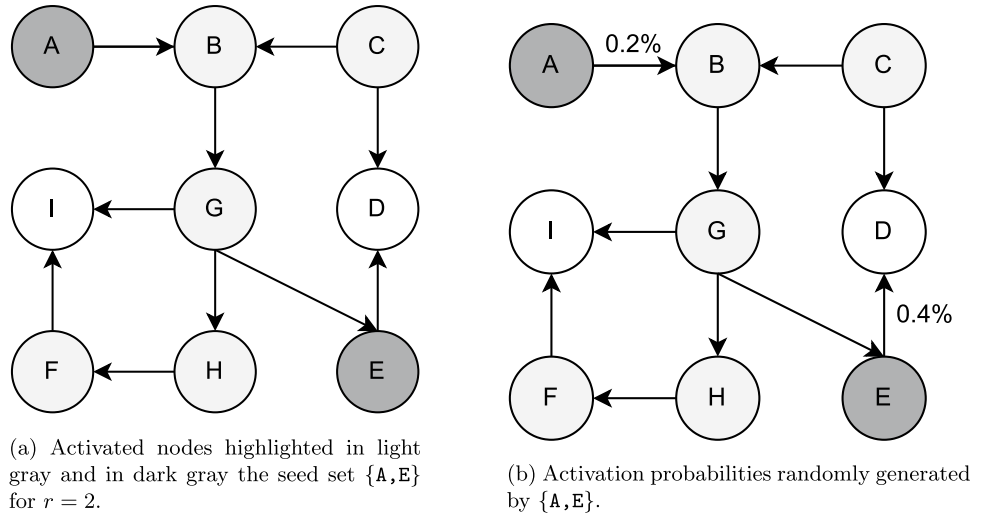 A
B
C
I
G
D
F
H
E
(a) Activated nodes highlighted in light
gray and in dark gray the seed set {A,E}
for r = 2.
A
0.2%
B
C
I
G
D
0.4%
F
H
E
(b) Activation probabilities randomly generated
by {A,E}.